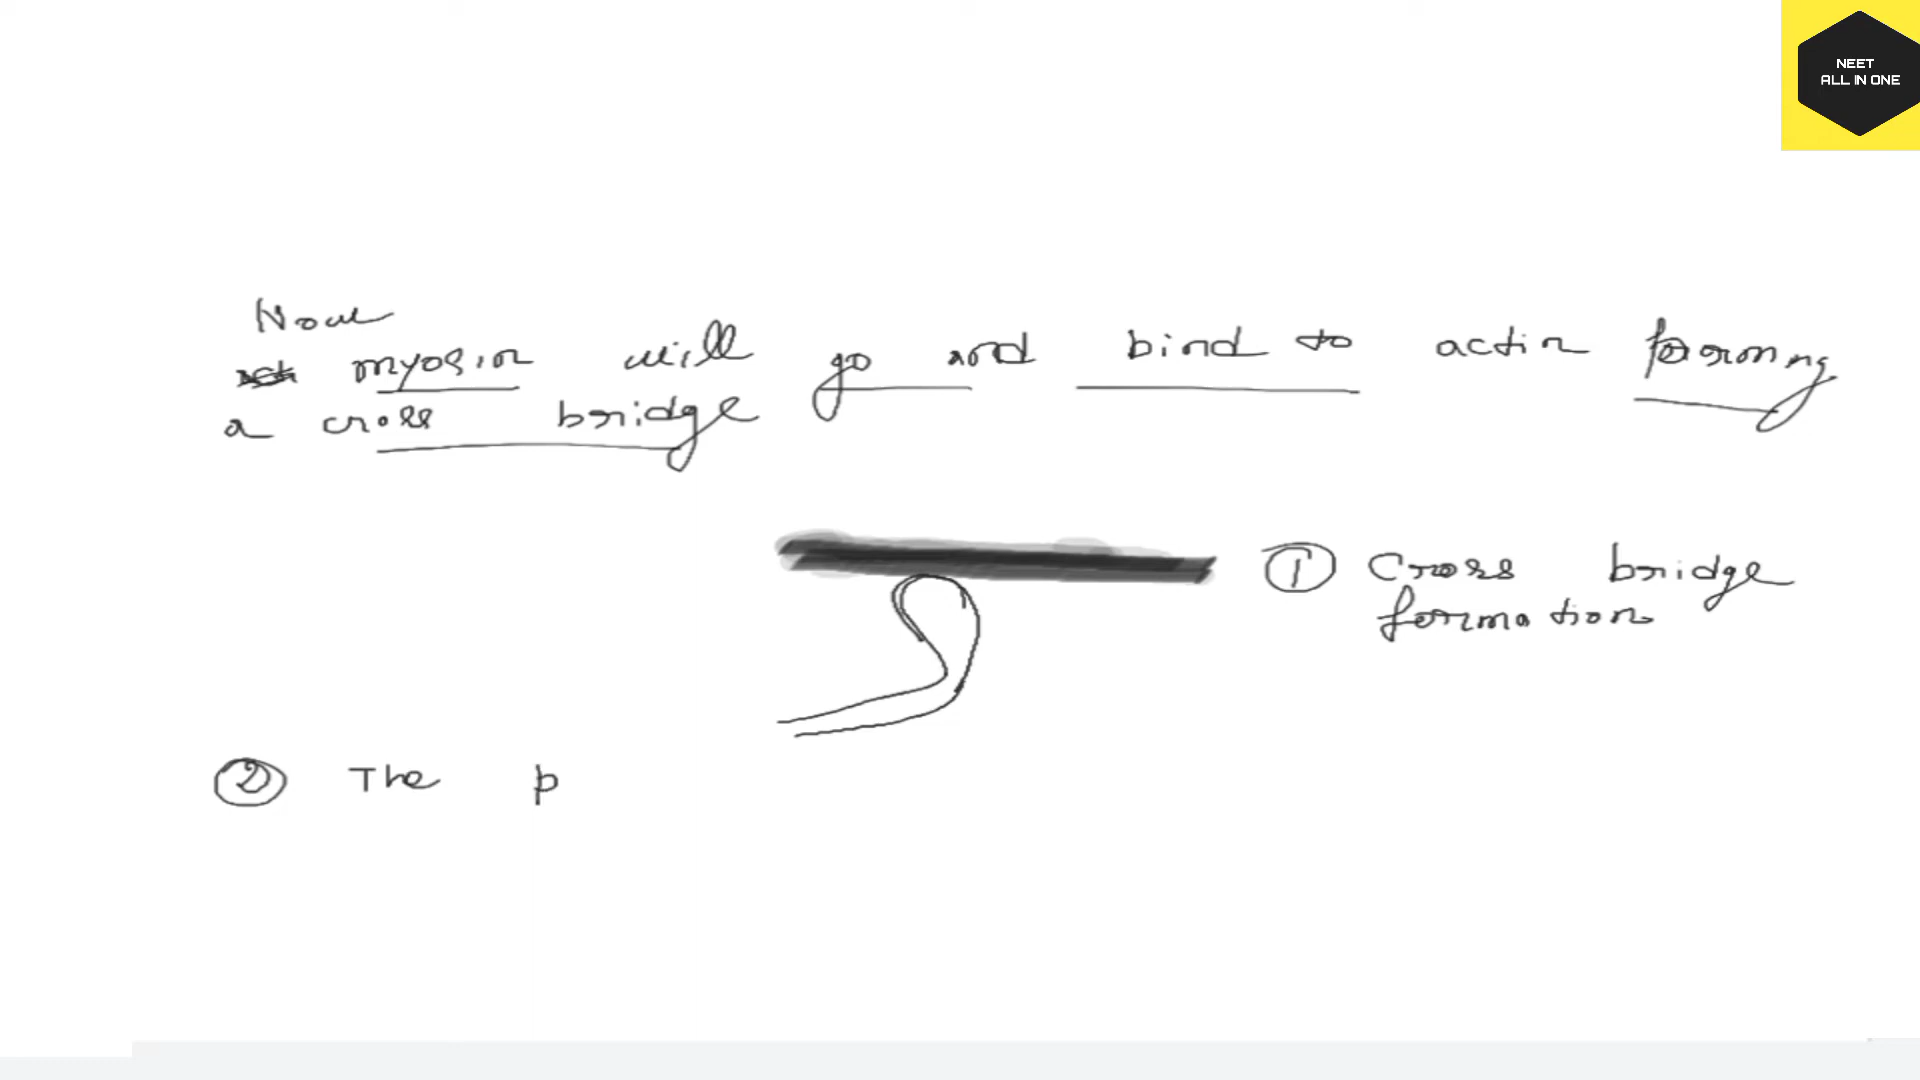 NEET
ALL IN ONE
Now
myosin will go and bind to actin forming
a cross bridge
① Cross bridge
formation
② The p